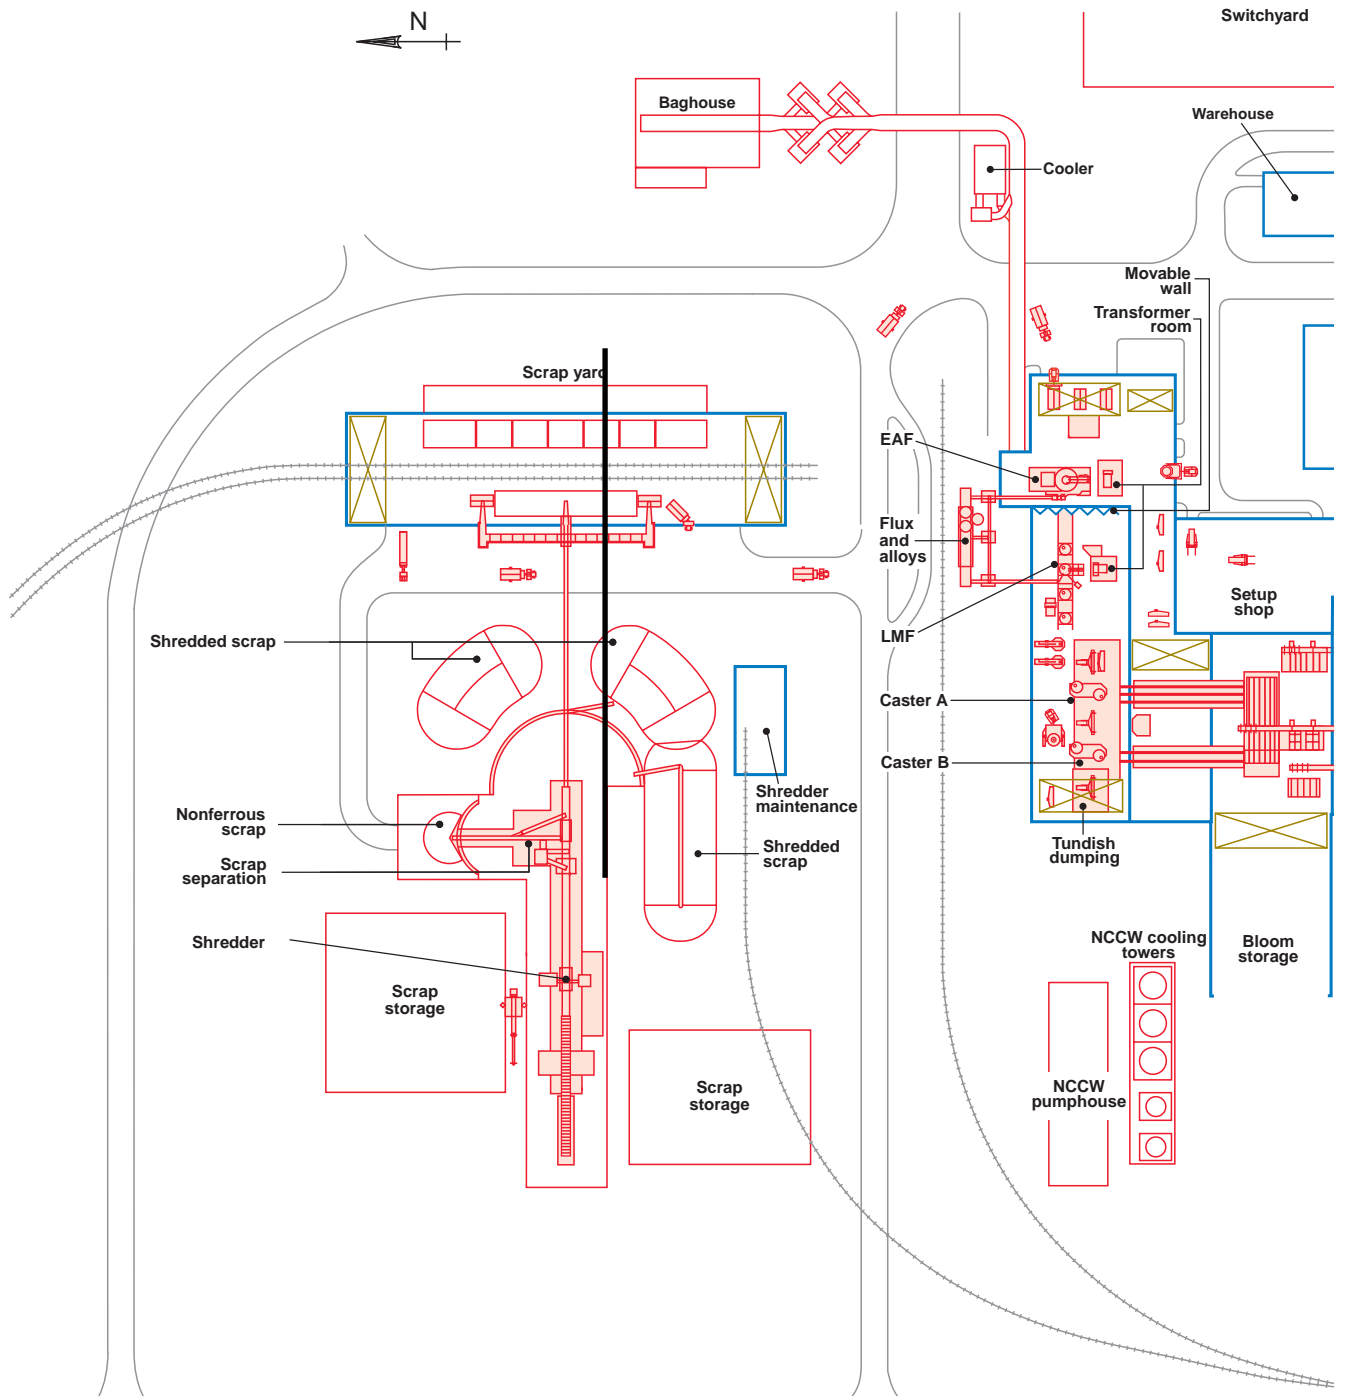 Switchyard
N
Baghouse
Warehouse
Cooler
Movable
wall
Transformer
room
Scrap yard
EAF
Flux
and
alloys
Setup
shop
LMF
Shredded scrap
Caster A
Caster B
Shredder
maintenance
Nonferrous
scrap
Shredded
scrap
Tundish
dumping
Scrap
separation
Shredder
NCCW cooling
towers
Bloom
storage
Scrap
storage
Scrap
storage
NCCW
pumphouse